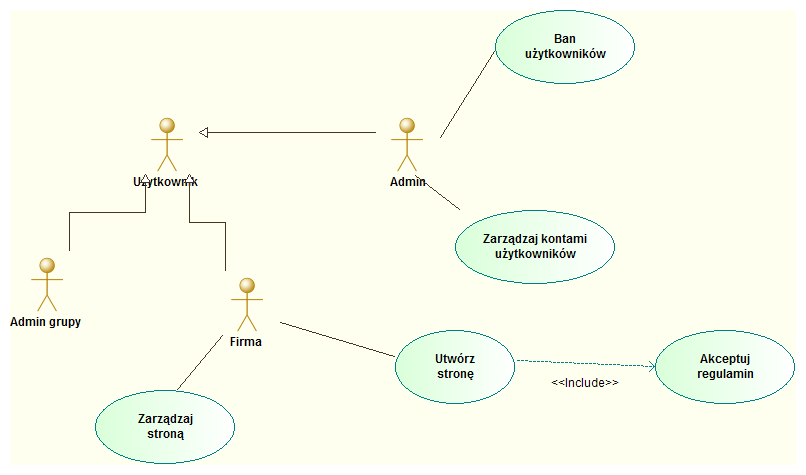 Ban
użytkowników
Użytkownik
Admin
Zarządzaj kontami
użytkowników
Admin grupy
Firma
Utwórz
stronę
Akceptuj
regulamin
<<Include>>
Zarządzaj
stroną